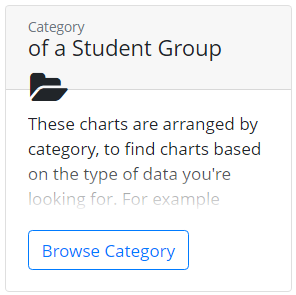 Category
of a Student Group
These charts are arranged by
category, to find charts based
on the type of data you're
looking for. For example
Browse Category